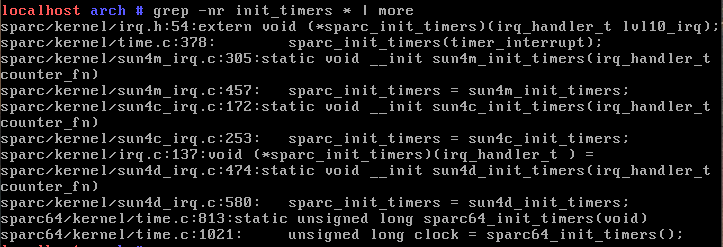 localhost arch # grep -nr init_timers * | more
sparc/kernel/irq.h:54:extern void (*sparc_init_timers)(irq_handler_t lvl10_irq);
sparc/kernel/time.c:378:        sparc_init_timers(timer_interrupt);
sparc/kernel/sun4m_irq.c:305:static void __init sun4m_init_timers(irq_handler_t
counter_fn)
sparc/kernel/sun4m_irq.c:457:   sparc_init_timers = sun4m_init_timers;
sparc/kernel/sun4c_irq.c:172:static void __init sun4c_init_timers(irq_handler_t
counter_fn)
sparc/kernel/sun4c_irq.c:253:   sparc_init_timers = sun4c_init_timers;
sparc/kernel/irq.c:137:void (*sparc_init_timers)(irq_handler_t ) =
sparc/kernel/sun4d_irq.c:474:static void __init sun4d_init_timers(irq_handler_t
counter_fn)
sparc/kernel/sun4d_irq.c:580:   sparc_init_timers = sun4d_init_timers;
sparc64/kernel/time.c:813:static unsigned long sparc64_init_timers(void)
sparc64/kernel/time.c:1021:     unsigned long clock = sparc64_init_timers();
localhost arch #